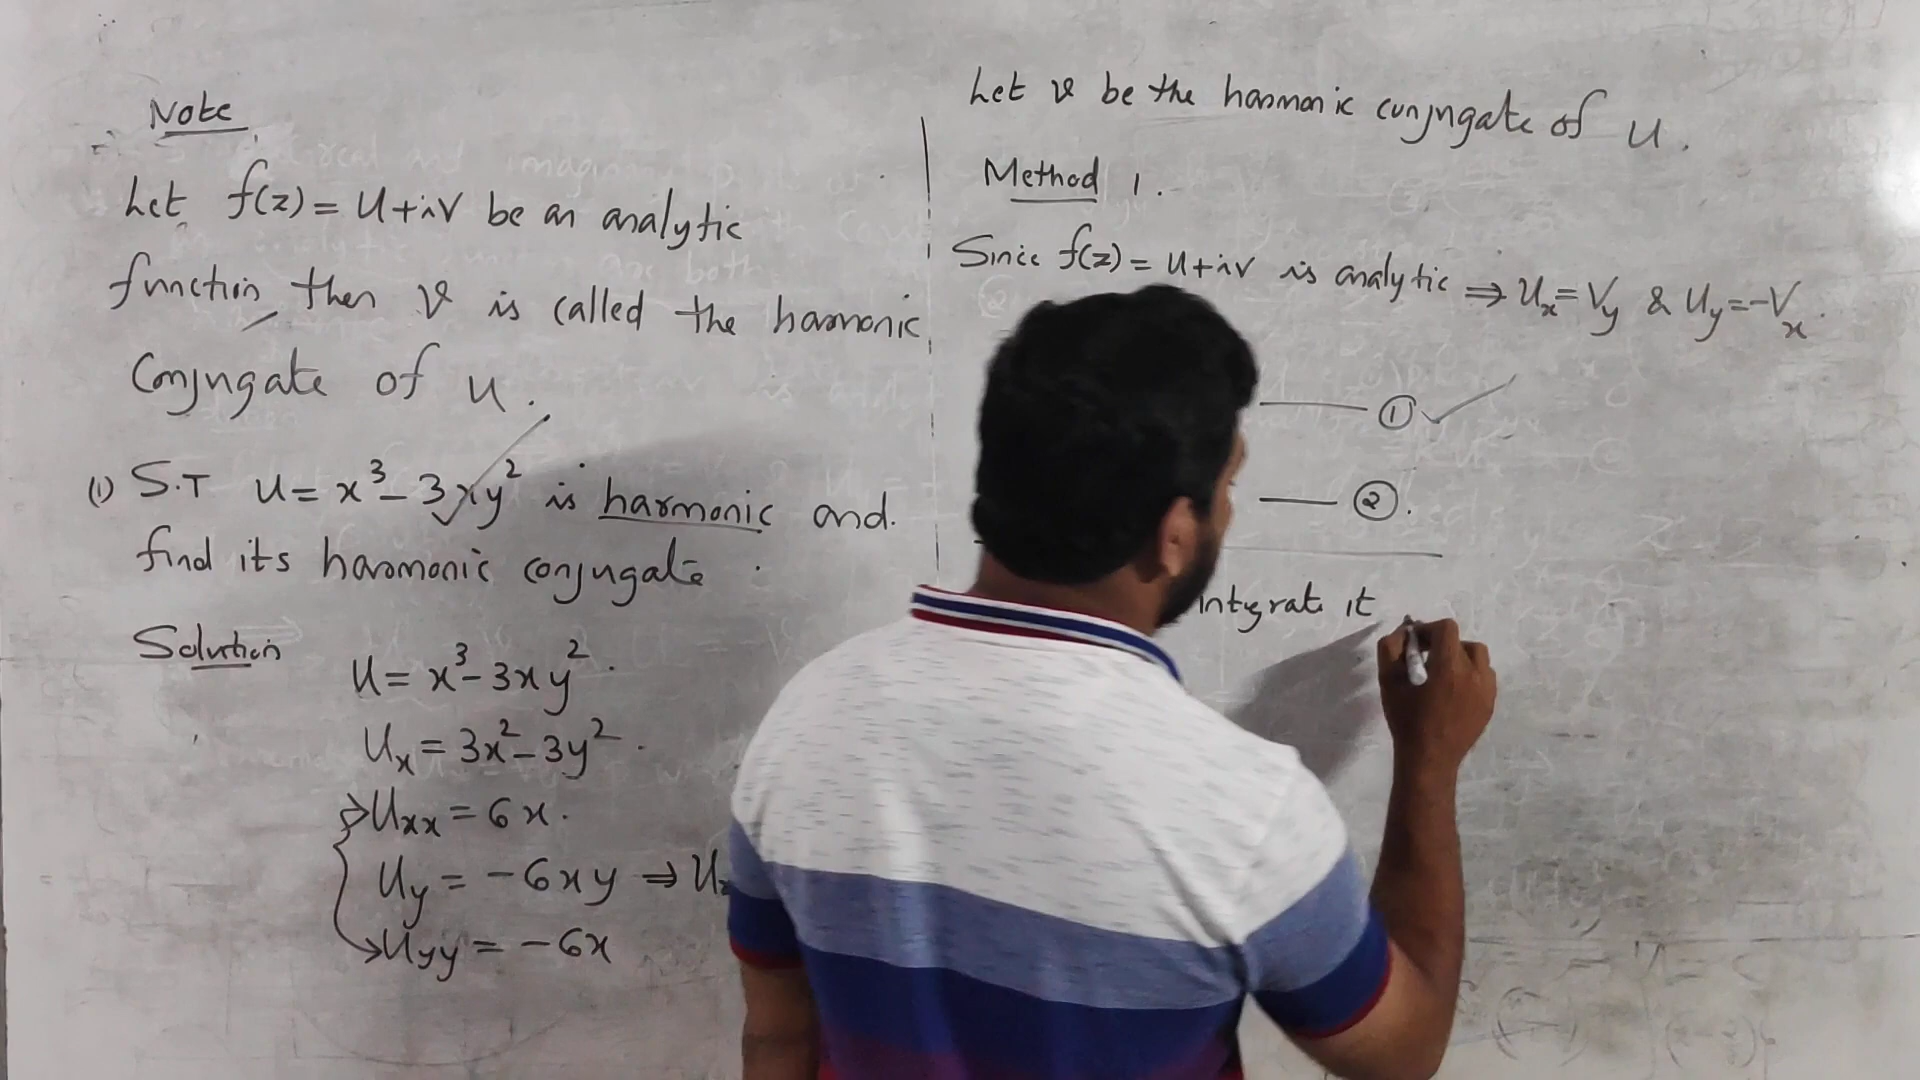 Note
Let f(z) = U+iV be an analytic
function, then v is called the harmonic
Conjugate of u.
(1) S.T U = x³ - 3xy² is harmonic and.
find its harmonic conjugate.
Solution
U = x³ - 3xy².
Ux = 3x² - 3y².
Uxx = 6x.
Uy = -6xy ⇒ U
Uyy = -6x
Let v be the harmonic conjugate of u.
Method 1.
Since f(z) = U+iV is analytic ⇒ Ux = Vy & Uy = -Vx.
—— ① ✓
—— ②.
integrate it